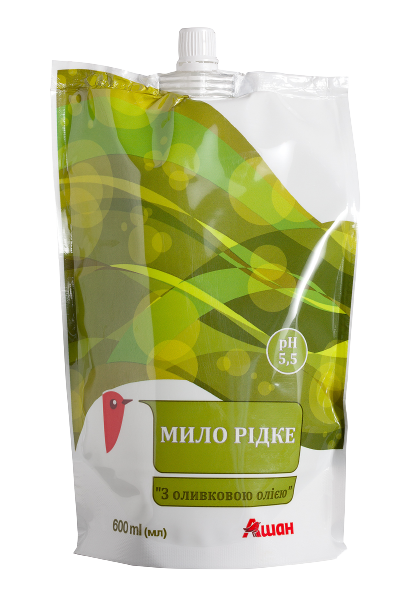 pH
5,5
МИЛО РІДКЕ
"З оливковою олією"
600 ml (мл)
Ашан